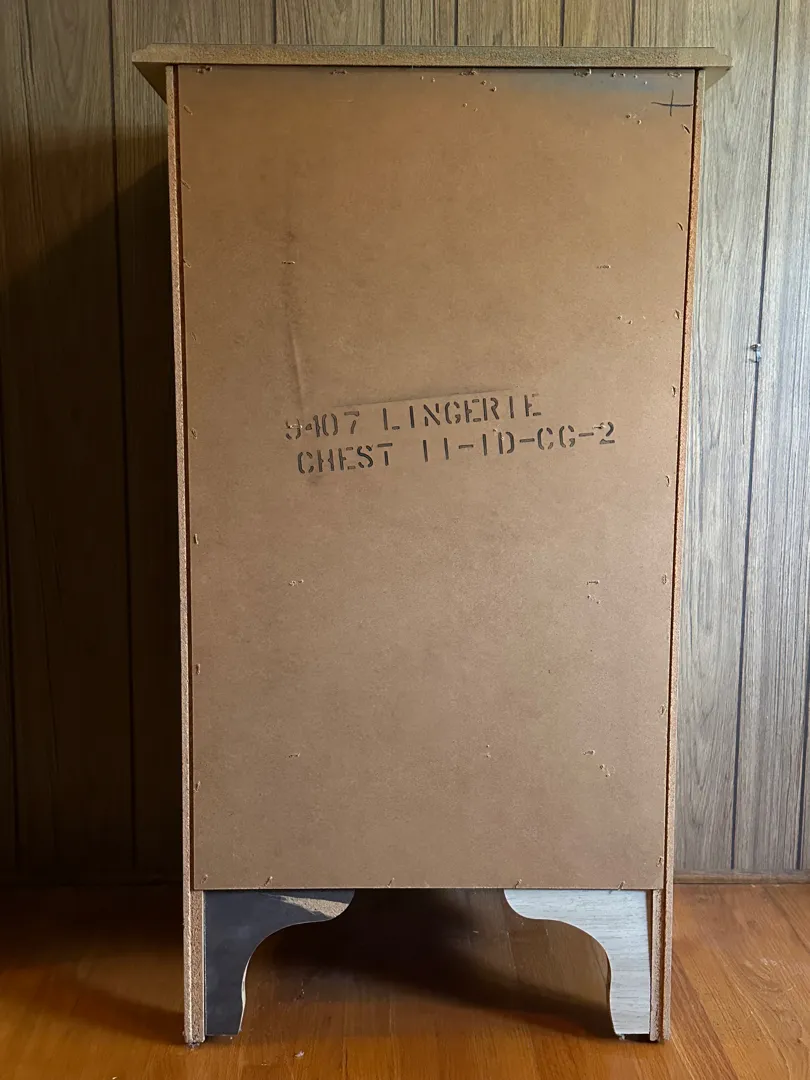 9407 LINGERIE
CHEST 11-1D-CG-2